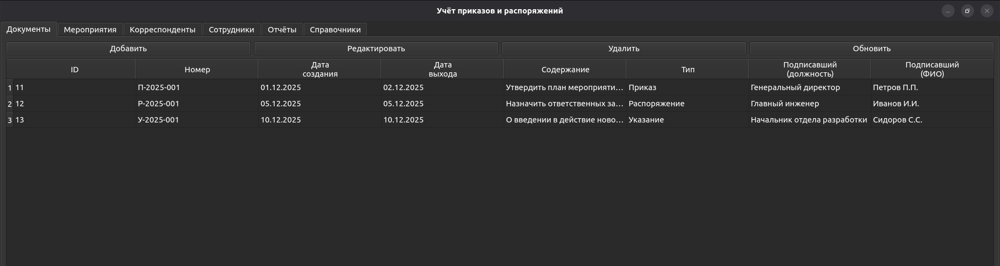 Учёт приказов и распоряжений
Документы Мероприятия Корреспонденты Сотрудники Отчёты Справочники
Добавить Редактировать Удалить Обновить
ID Номер Дата создания Дата выхода Содержание Тип Подписавший (должность) Подписавший (ФИО)
1 11 П-2025-001 01.12.2025 02.12.2025 Утвердить план мероприяти… Приказ Генеральный директор Петров П.П.
2 12 Р-2025-001 05.12.2025 05.12.2025 Назначить ответственных за… Распоряжение Главный инженер Иванов И.И.
3 13 У-2025-001 10.12.2025 10.12.2025 О введении в действие ново… Указание Начальник отдела разработки Сидоров С.С.